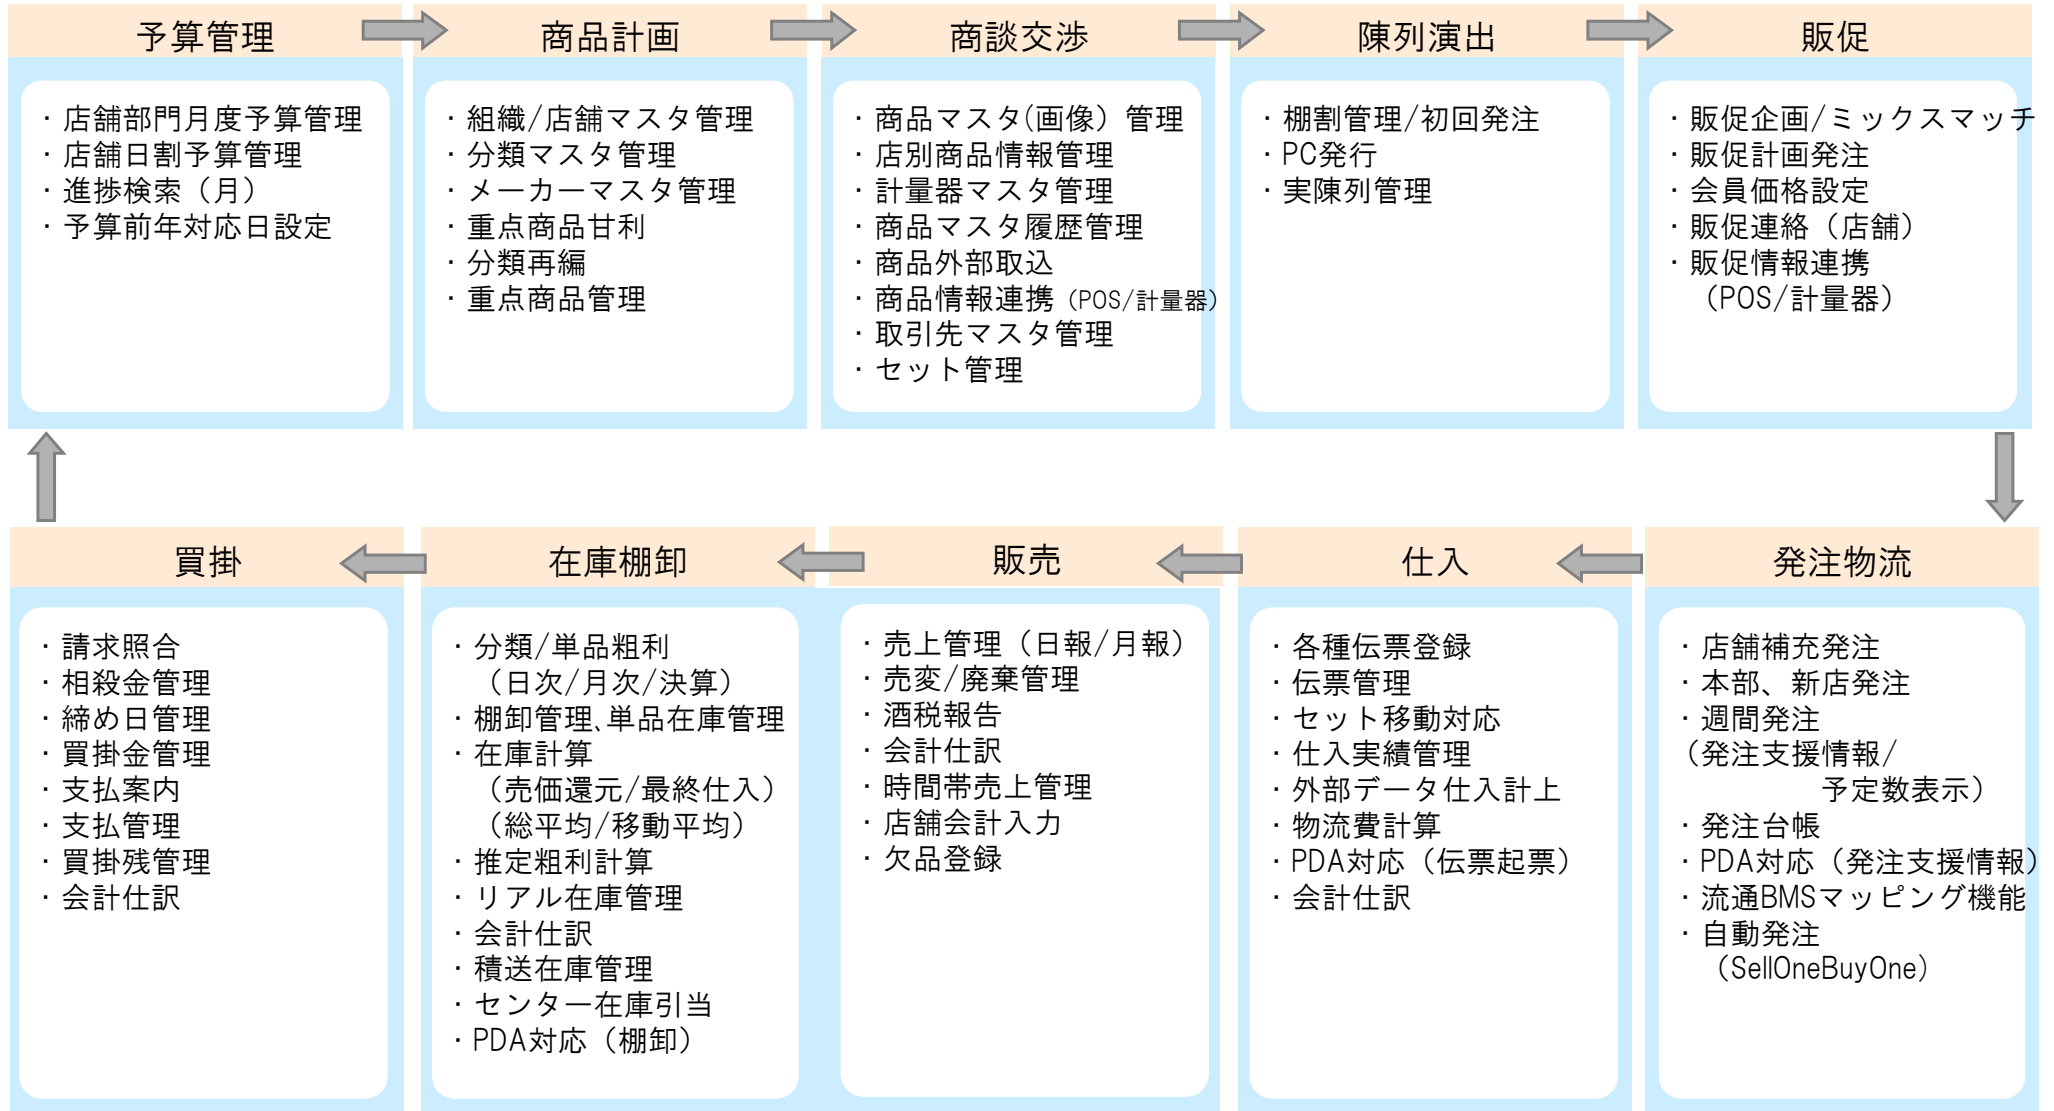 予算管理
・店舗部門月度予算管理
・店舗日割予算管理
・進捗検索（月）
・予算前年対応日設定
商品計画
・組織/店舗マスタ管理
・分類マスタ管理
・メーカーマスタ管理
・重点商品甘利
・分類再編
・重点商品管理
商談交渉
・商品マスタ(画像）管理
・店別商品情報管理
・計量器マスタ管理
・商品マスタ履歴管理
・商品外部取込
・商品情報連携（POS/計量器）
・取引先マスタ管理
・セット管理
陳列演出
・棚割管理/初回発注
・PC発行
・実陳列管理
販促
・販促企画/ミックスマッチ
・販促計画発注
・会員価格設定
・販促連絡（店舗）
・販促情報連携
（POS/計量器）
買掛
・請求照合
・相殺金管理
・締め日管理
・買掛金管理
・支払案内
・支払管理
・買掛残管理
・会計仕訳
在庫棚卸
・分類/単品粗利
（日次/月次/決算）
・棚卸管理、単品在庫管理
・在庫計算
（売価還元/最終仕入）
（総平均/移動平均）
・推定粗利計算
・リアル在庫管理
・会計仕訳
・積送在庫管理
・センター在庫引当
・PDA対応（棚卸）
販売
・売上管理（日報/月報）
・売変/廃棄管理
・酒税報告
・会計仕訳
・時間帯売上管理
・店舗会計入力
・欠品登録
仕入
・各種伝票登録
・伝票管理
・セット移動対応
・仕入実績管理
・外部データ仕入計上
・物流費計算
・PDA対応（伝票起票）
・会計仕訳
発注物流
・店舗補充発注
・本部、新店発注
・週間発注
（発注支援情報/
予定数表示）
・発注台帳
・PDA対応（発注支援情報）
・流通BMSマッピング機能
・自動発注
（SellOneBuyOne）